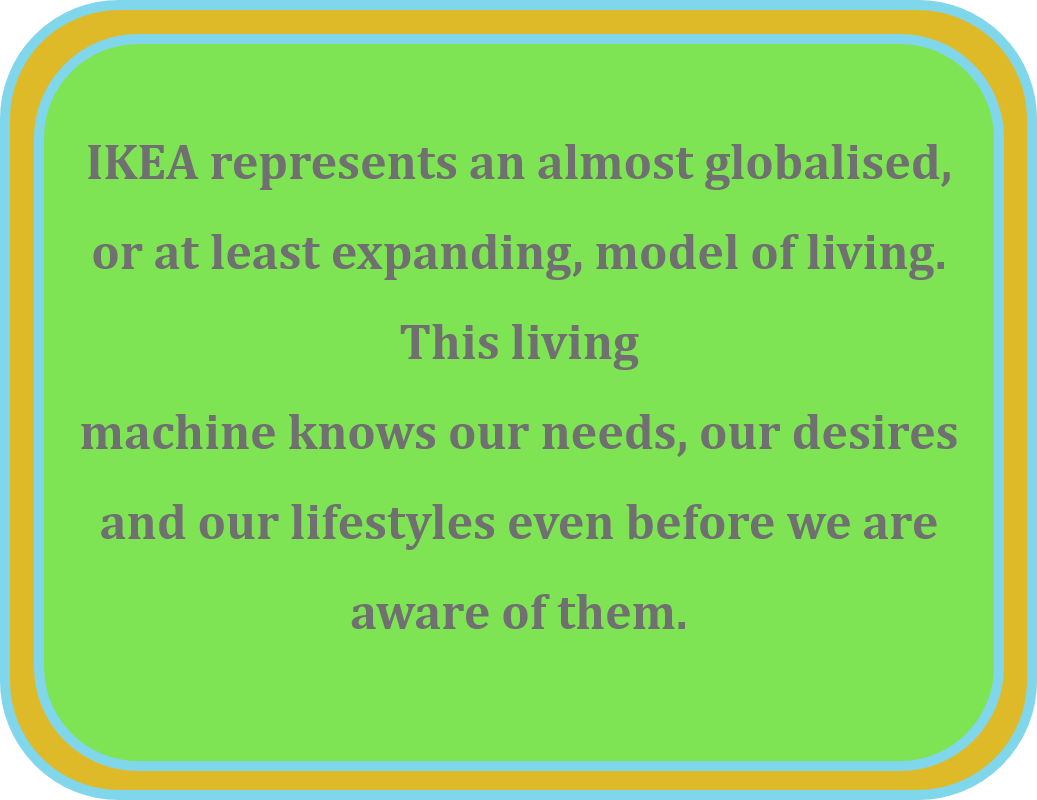 IKEA represents an almost globalised,
or at least expanding, model of living.
This living
machine knows our needs, our desires
and our lifestyles even before we are
aware of them.